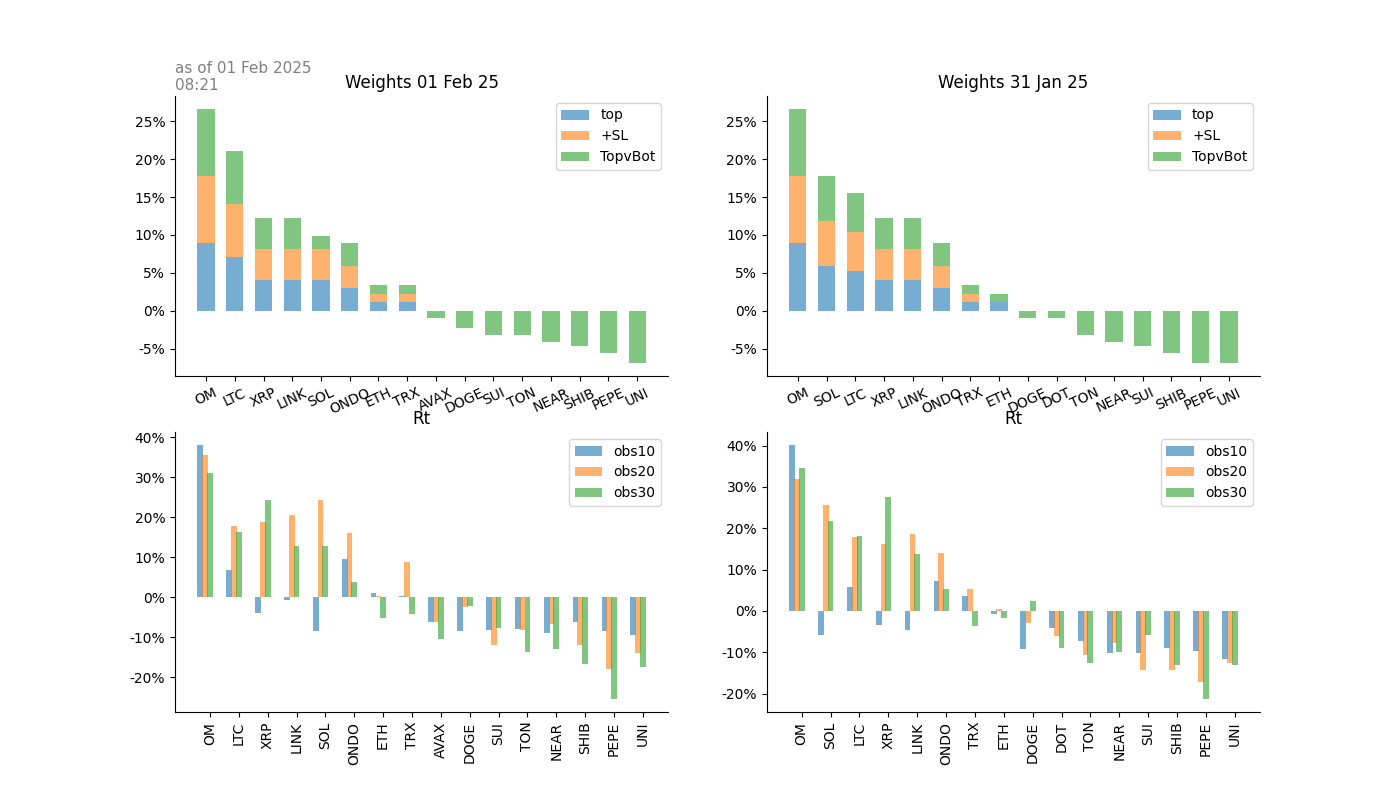 as of 01 Feb 2025
08:21
Weights 01 Feb 25
25%
20%
15%
10%
5%
0%
-5%
top
+SL
TopvBot
OM LTC XRP LINK SOL ONDO ETH TRX AVAX DOGE SUI TON NEAR SHIB PEPE UNI
Weights 31 Jan 25
25%
20%
15%
10%
5%
0%
-5%
top
+SL
TopvBot
OM SOL LTC XRP LINK ONDO TRX ETH DOGE DOT TON NEAR SUI SHIB PEPE UNI
Rt
40%
30%
20%
10%
0%
-10%
-20%
obs10
obs20
obs30
OM LTC XRP LINK SOL ONDO ETH TRX AVAX DOGE SUI TON NEAR SHIB PEPE UNI
Rt
40%
30%
20%
10%
0%
-10%
-20%
obs10
obs20
obs30
OM SOL LTC XRP LINK ONDO TRX ETH DOGE DOT TON NEAR SUI SHIB PEPE UNI